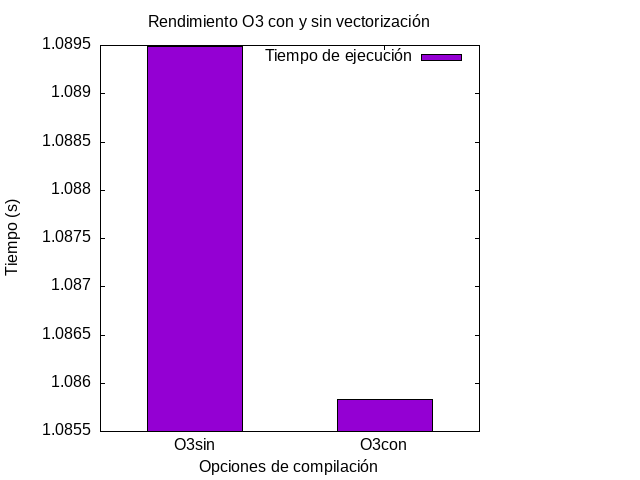 Rendimiento O3 con y sin vectorización
Tiempo de ejecución
1.0895
1.089
1.0885
1.088
1.0875
1.087
1.0865
1.086
1.0855
Tiempo (s)
O3sin O3con
Opciones de compilación